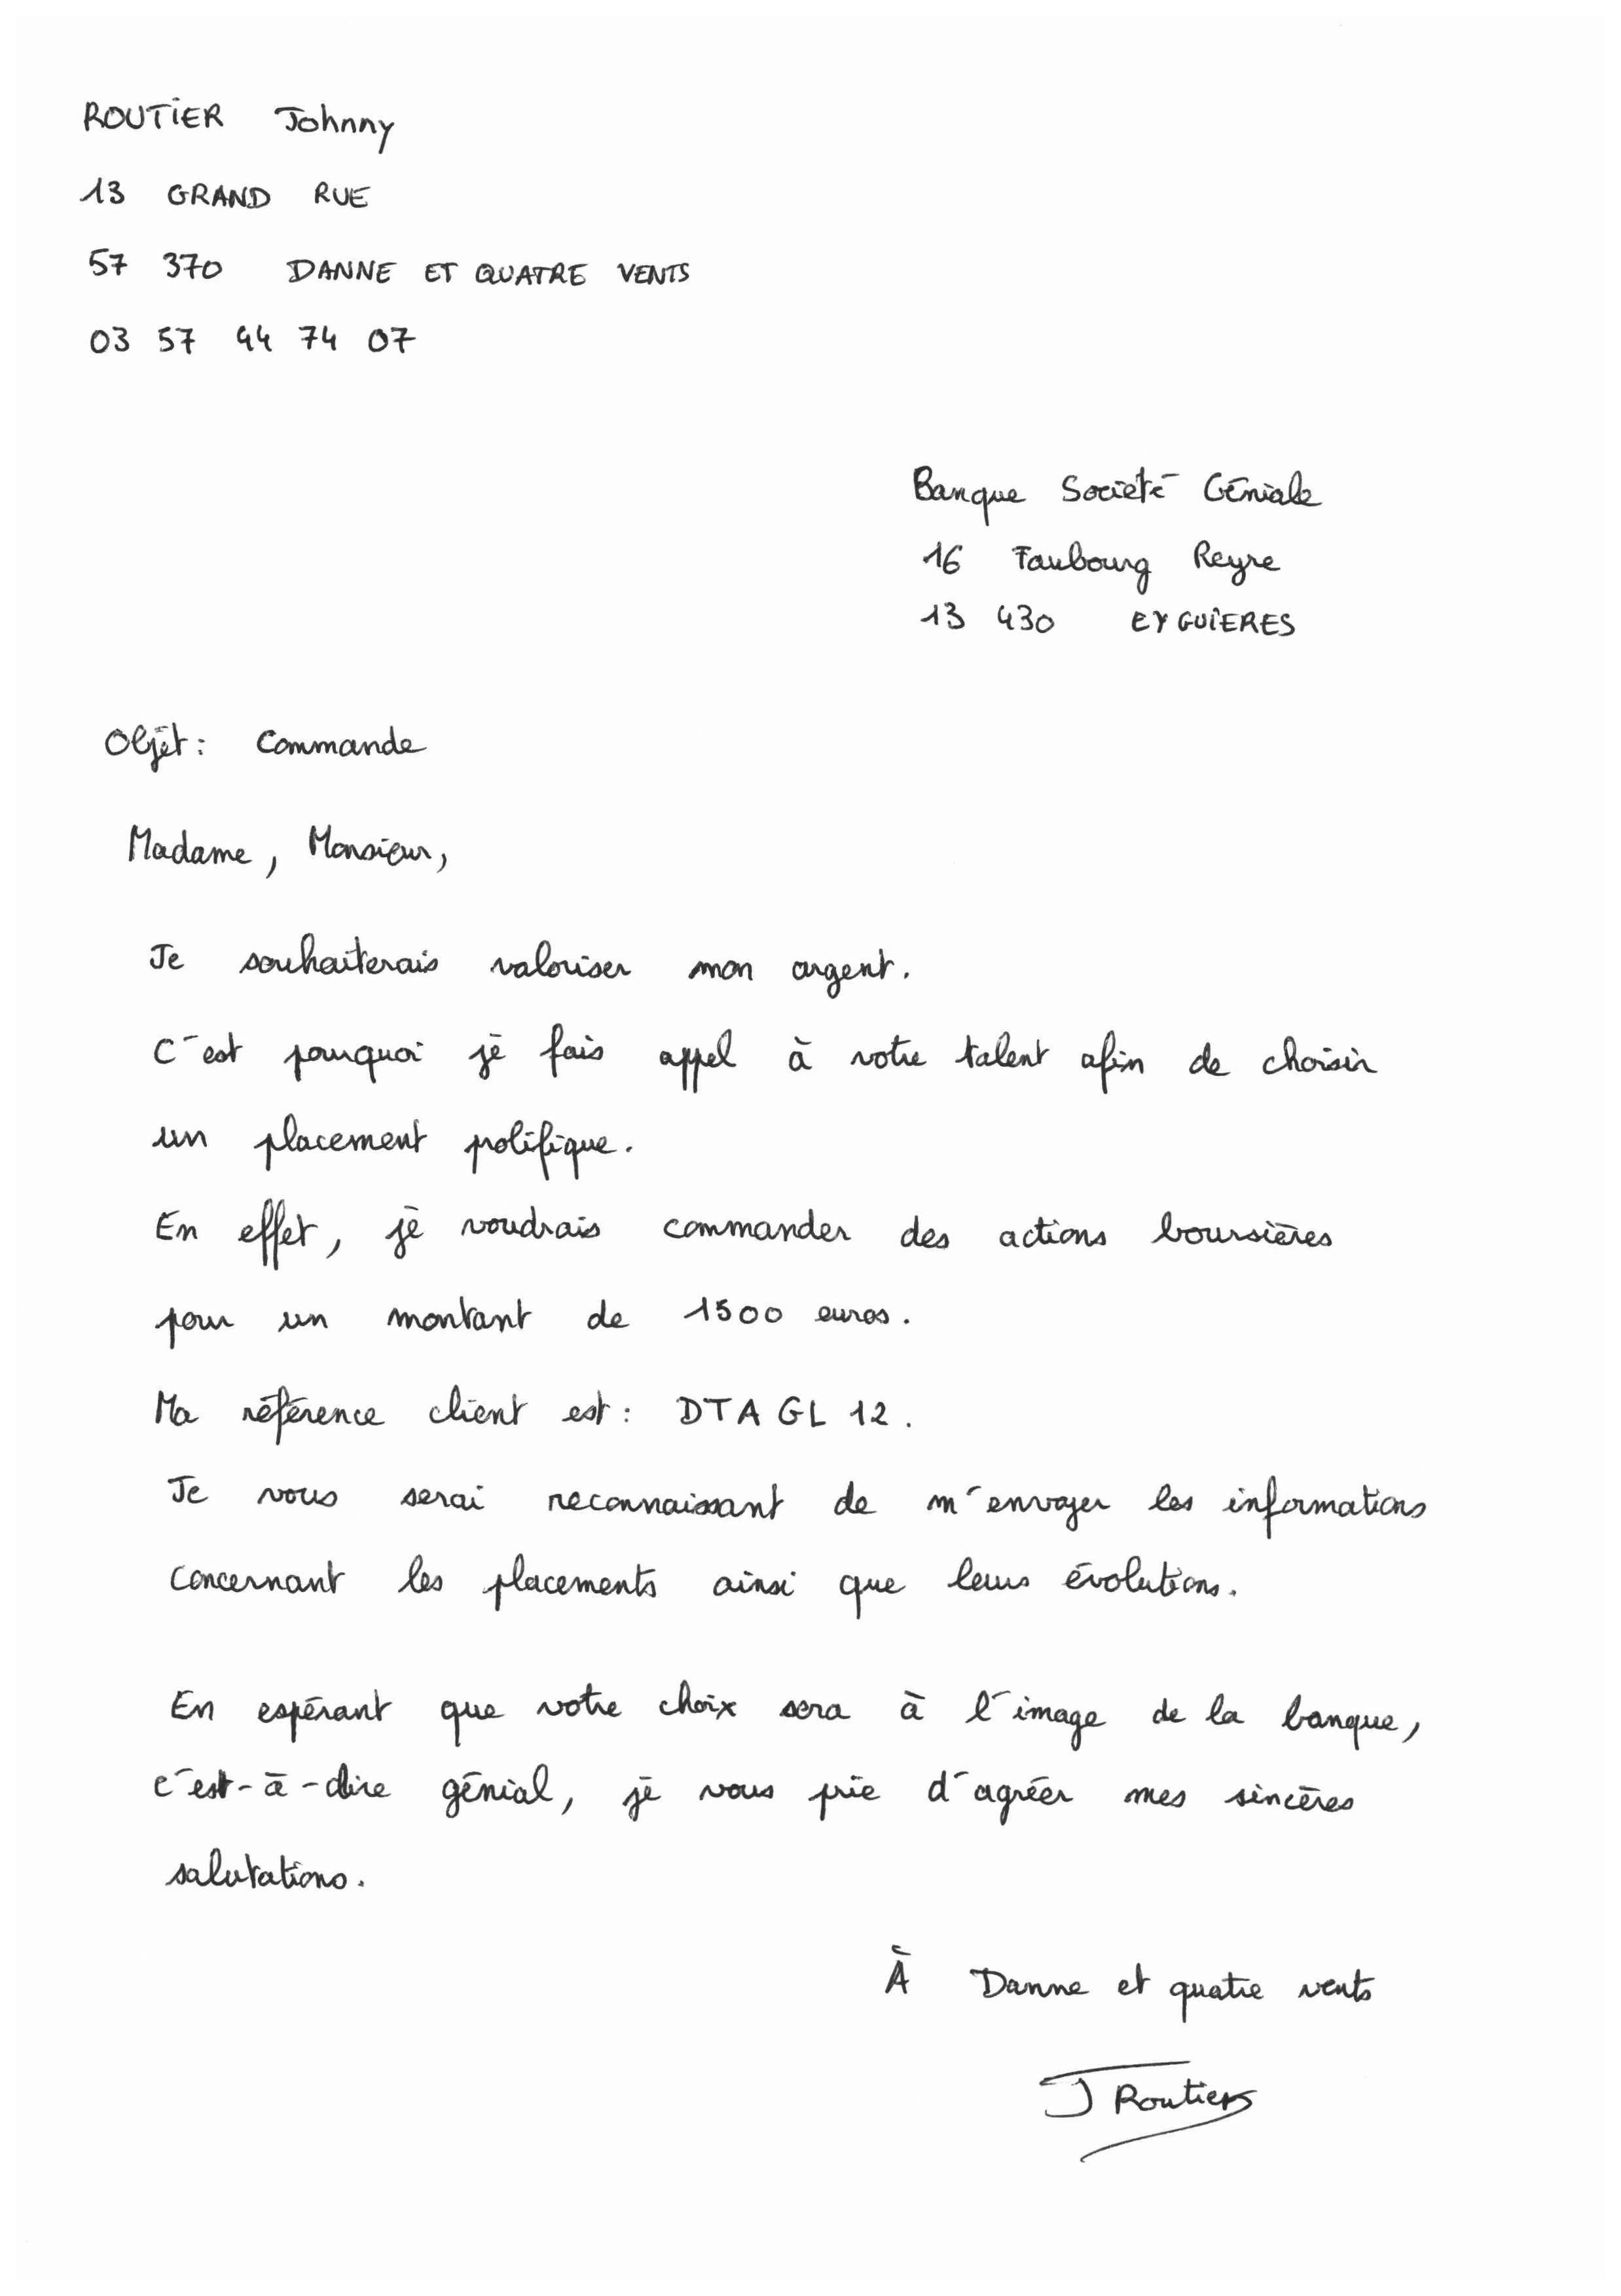 ROUTIER Johnny
13 GRAND RUE
57 370 DANNE ET QUATRE VENTS
03 57 44 74 07
Banque Société Géniale
16 Faubourg Reyre
13 430 EYGUIERES
Objet : Commande
Madame, Monsieur,
Je souhaiterais valoriser mon argent.
C'est pourquoi je fais appel à votre talent afin de choisir
un placement prolifique.
En effet, je voudrais commander des actions boursières
pour un montant de 1500 euros.
Ma référence client est : DTAGL12.
Je vous serai reconnaissant de m'envoyer les informations
concernant les placements ainsi que leurs évolutions.
En espérant que votre choix sera à l'image de la banque,
c'est-à-dire génial, je vous prie d'agréer mes sincères
salutations.
À Danne et quatre vents
J Routier